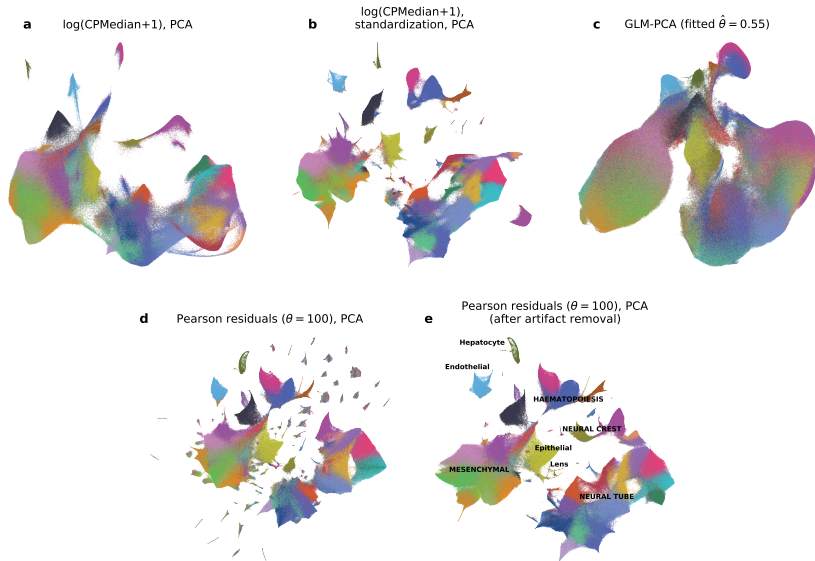 a log(CPMedian+1), PCA
b log(CPMedian+1),
standardization, PCA
c GLM-PCA (fitted θ̂ = 0.55)
d Pearson residuals (θ = 100), PCA
e Pearson residuals (θ = 100), PCA
(after artifact removal)
Hepatocyte
Endothelial
HAEMATOPOIESIS
NEURAL CREST
Epithelial
Lens
MESENCHYMAL
NEURAL TUBE